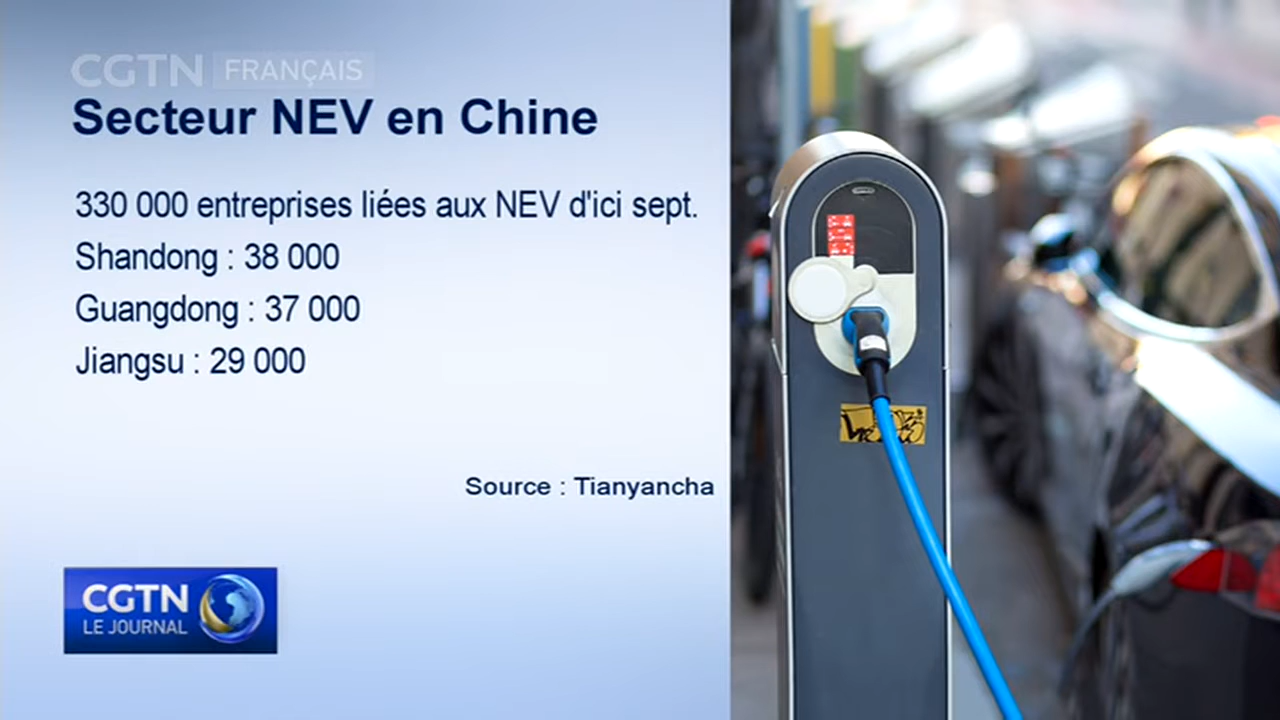 CGTN FRANÇAIS
Secteur NEV en Chine
330 000 entreprises liées aux NEV d'ici sept.
Shandong : 38 000
Guangdong : 37 000
Jiangsu : 29 000
Source : Tianyancha
CGTN
LE JOURNAL